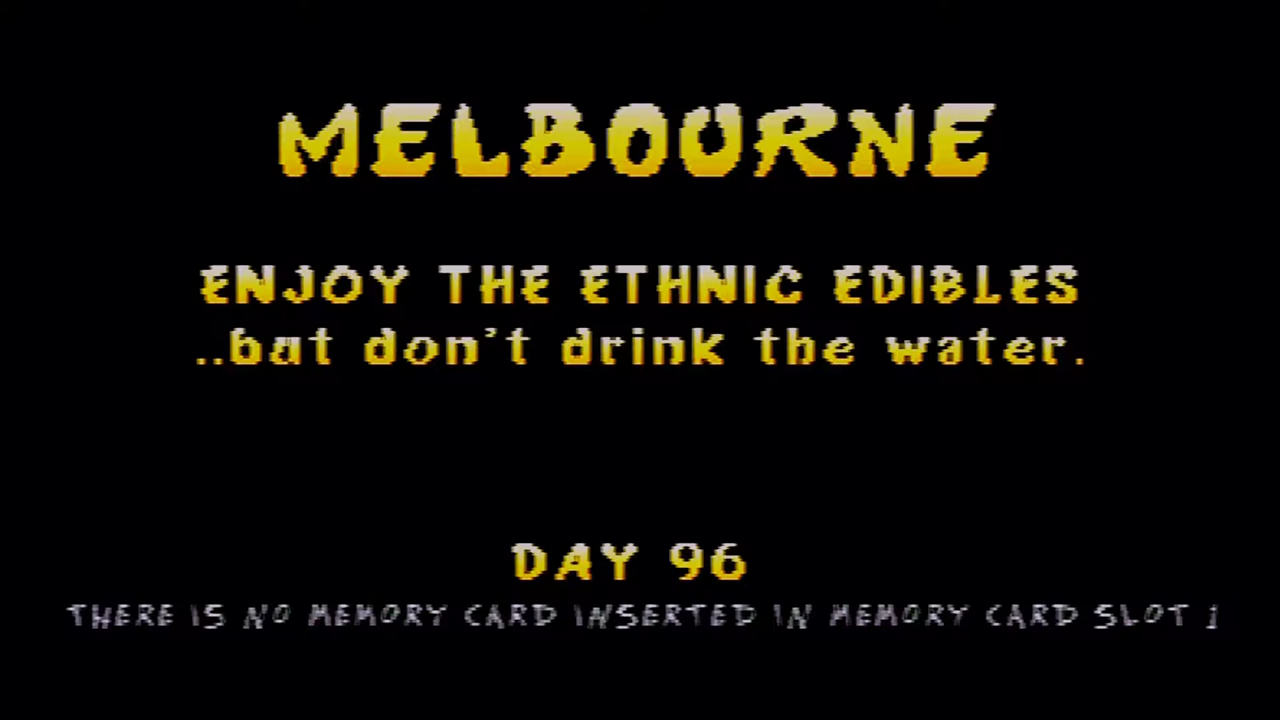 MELBOURNE
ENJOY THE ETHNIC EDIBLES
..but don't drink the water.
DAY 96
THERE IS NO MEMORY CARD INSERTED IN MEMORY CARD SLOT 1